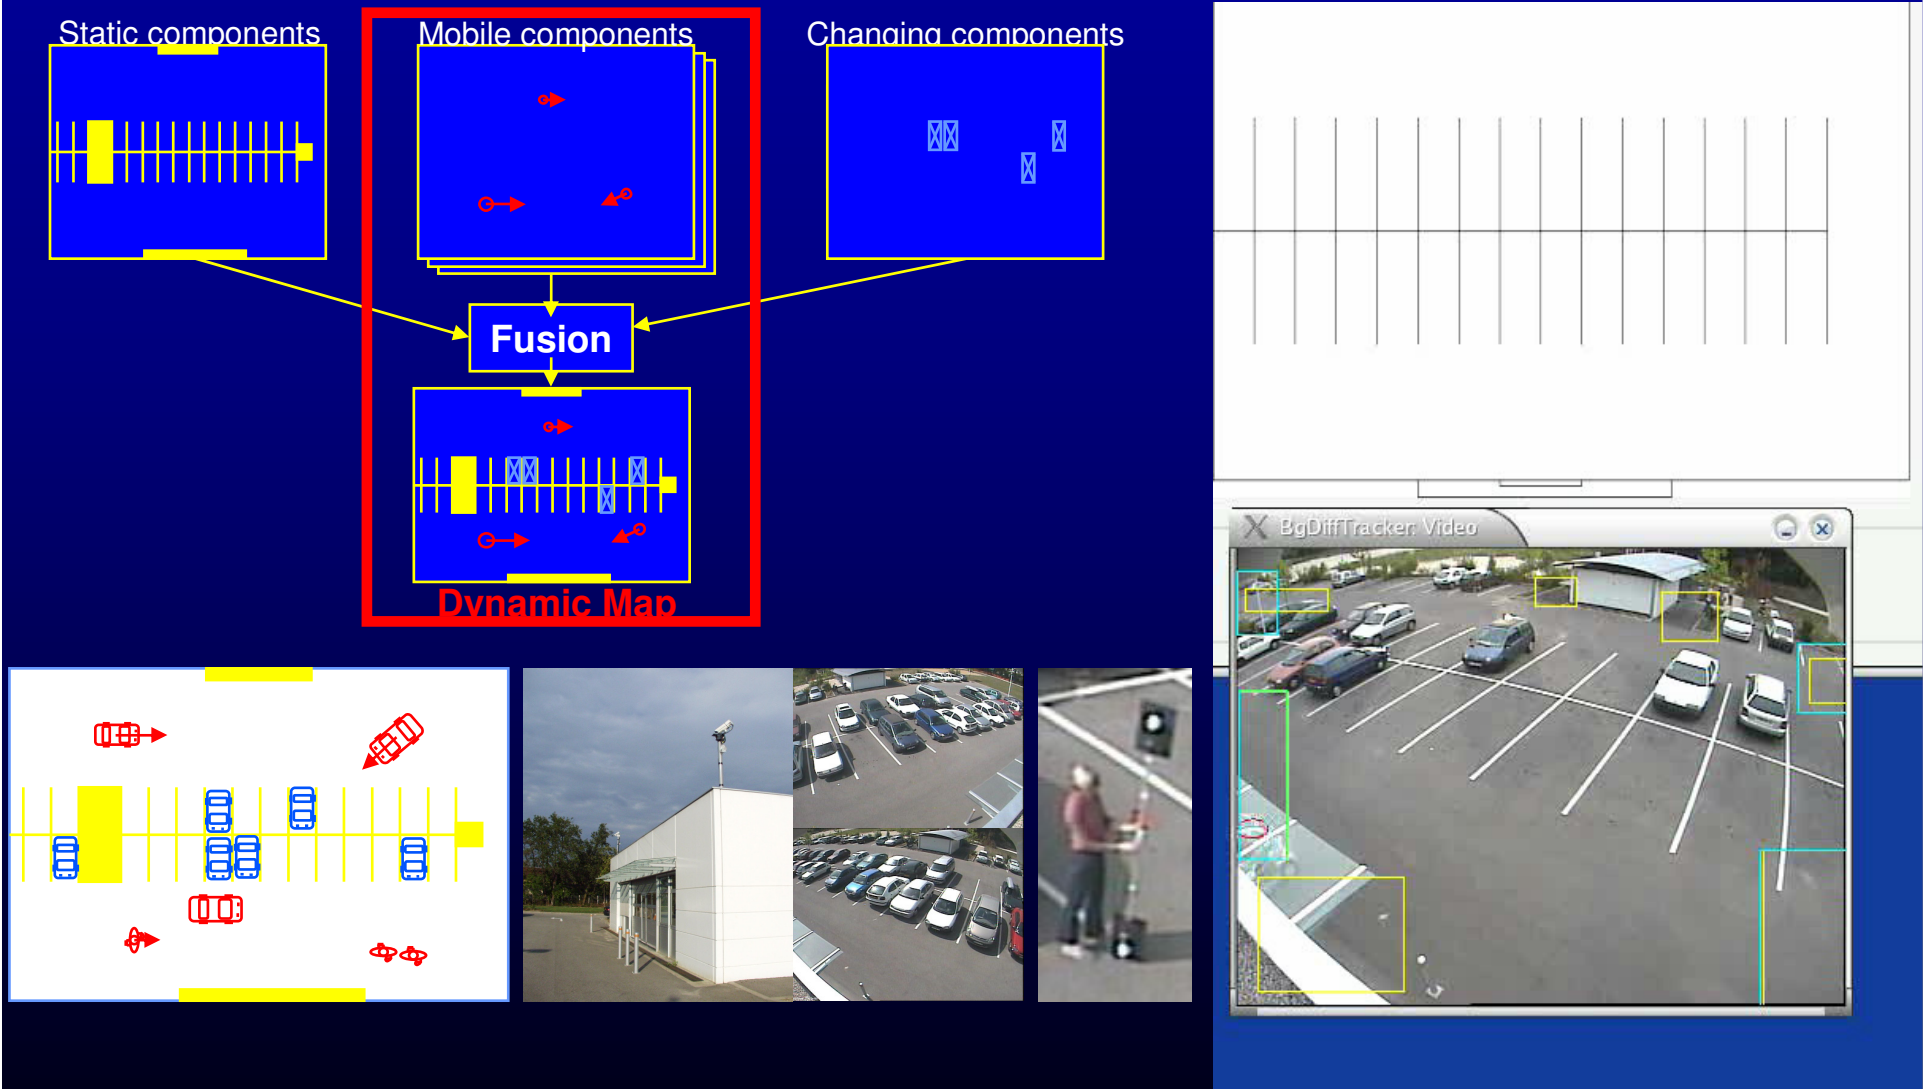 Static components
Mobile components
Changing components
Fusion
Dynamic Map
BgDiffTracker: Video